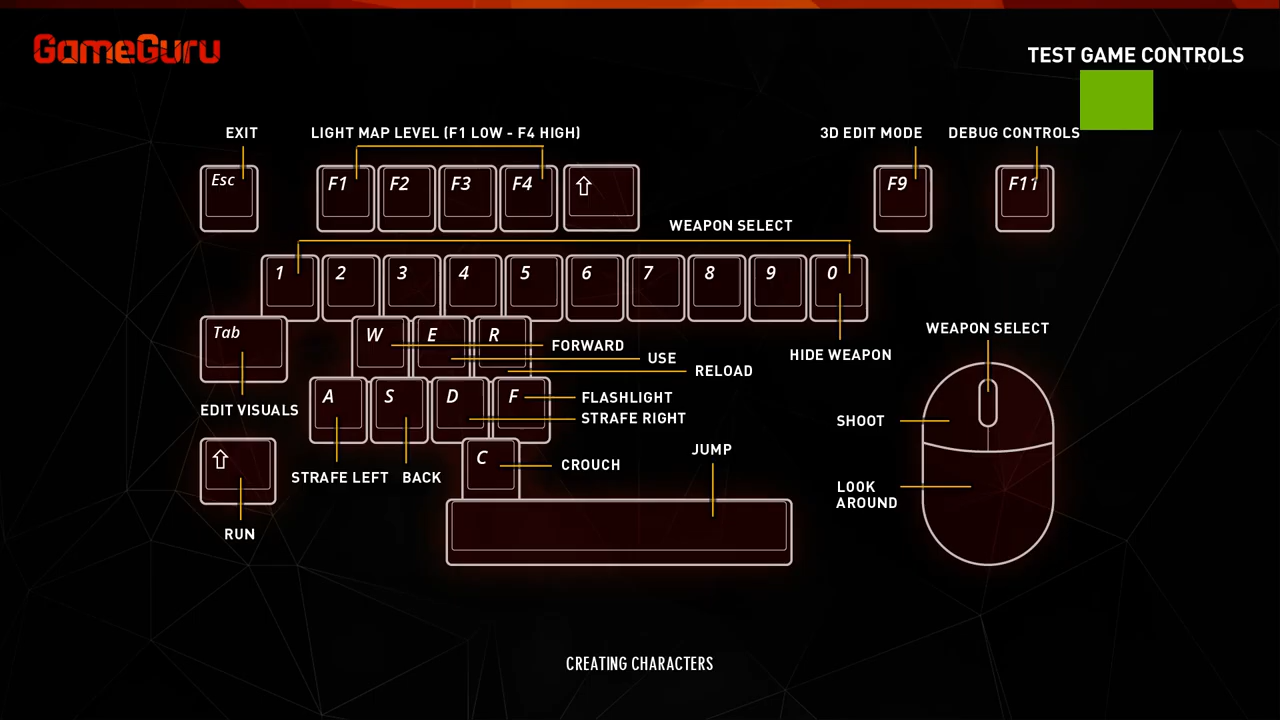 GameGuru
TEST GAME CONTROLS
EXIT
LIGHT MAP LEVEL (F1 LOW - F4 HIGH)
3D EDIT MODE
DEBUG CONTROLS
Esc
F1
F2
F3
F4
F9
F11
WEAPON SELECT
1
2
3
4
5
6
7
8
9
0
Tab
W
E
R
FORWARD
USE
RELOAD
HIDE WEAPON
WEAPON SELECT
EDIT VISUALS
A
S
D
F
FLASHLIGHT
STRAFE RIGHT
SHOOT
STRAFE LEFT
BACK
C
CROUCH
JUMP
LOOK
AROUND
RUN
CREATING CHARACTERS